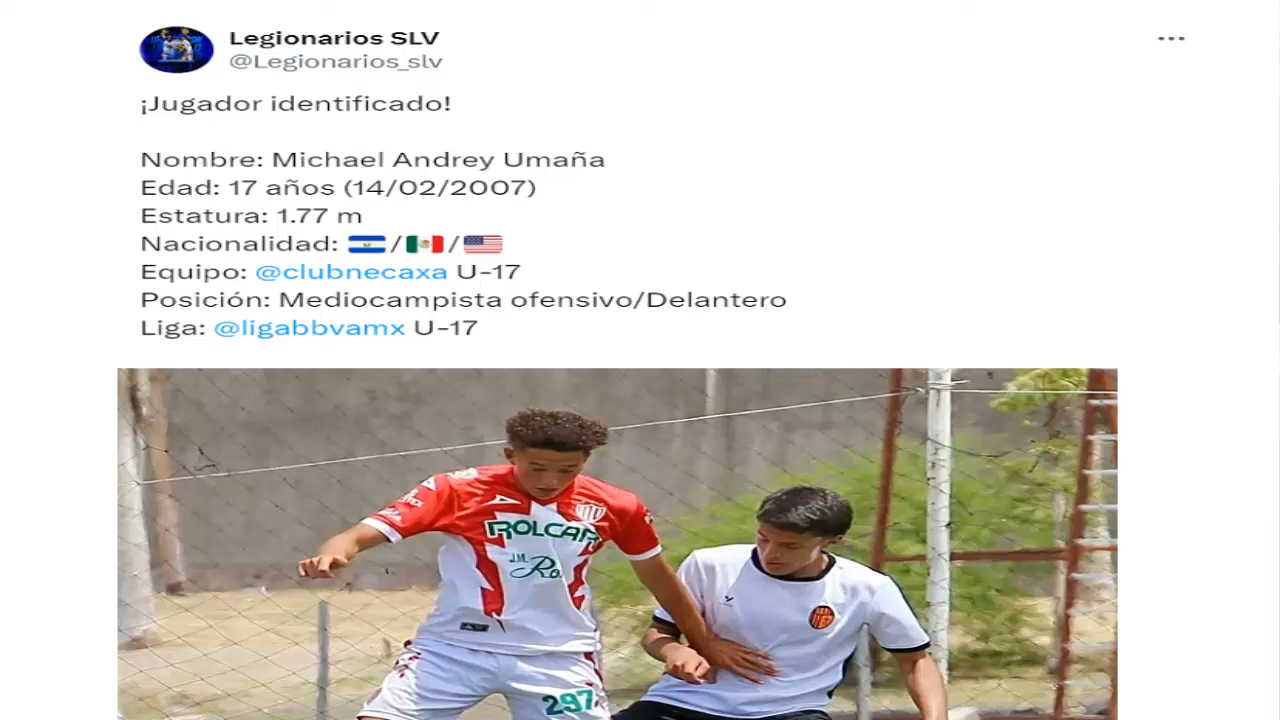 Legionarios SLV
@Legionarios_slv
¡Jugador identificado!
Nombre: Michael Andrey Umaña
Edad: 17 años (14/02/2007)
Estatura: 1.77 m
Nacionalidad: 🇸🇻/🇲🇽/🇺🇸
Equipo: @clubnecaxa U-17
Posición: Mediocampista ofensivo/Delantero
Liga: @ligabbvamx U-17
ROLCAR
J.M.
297